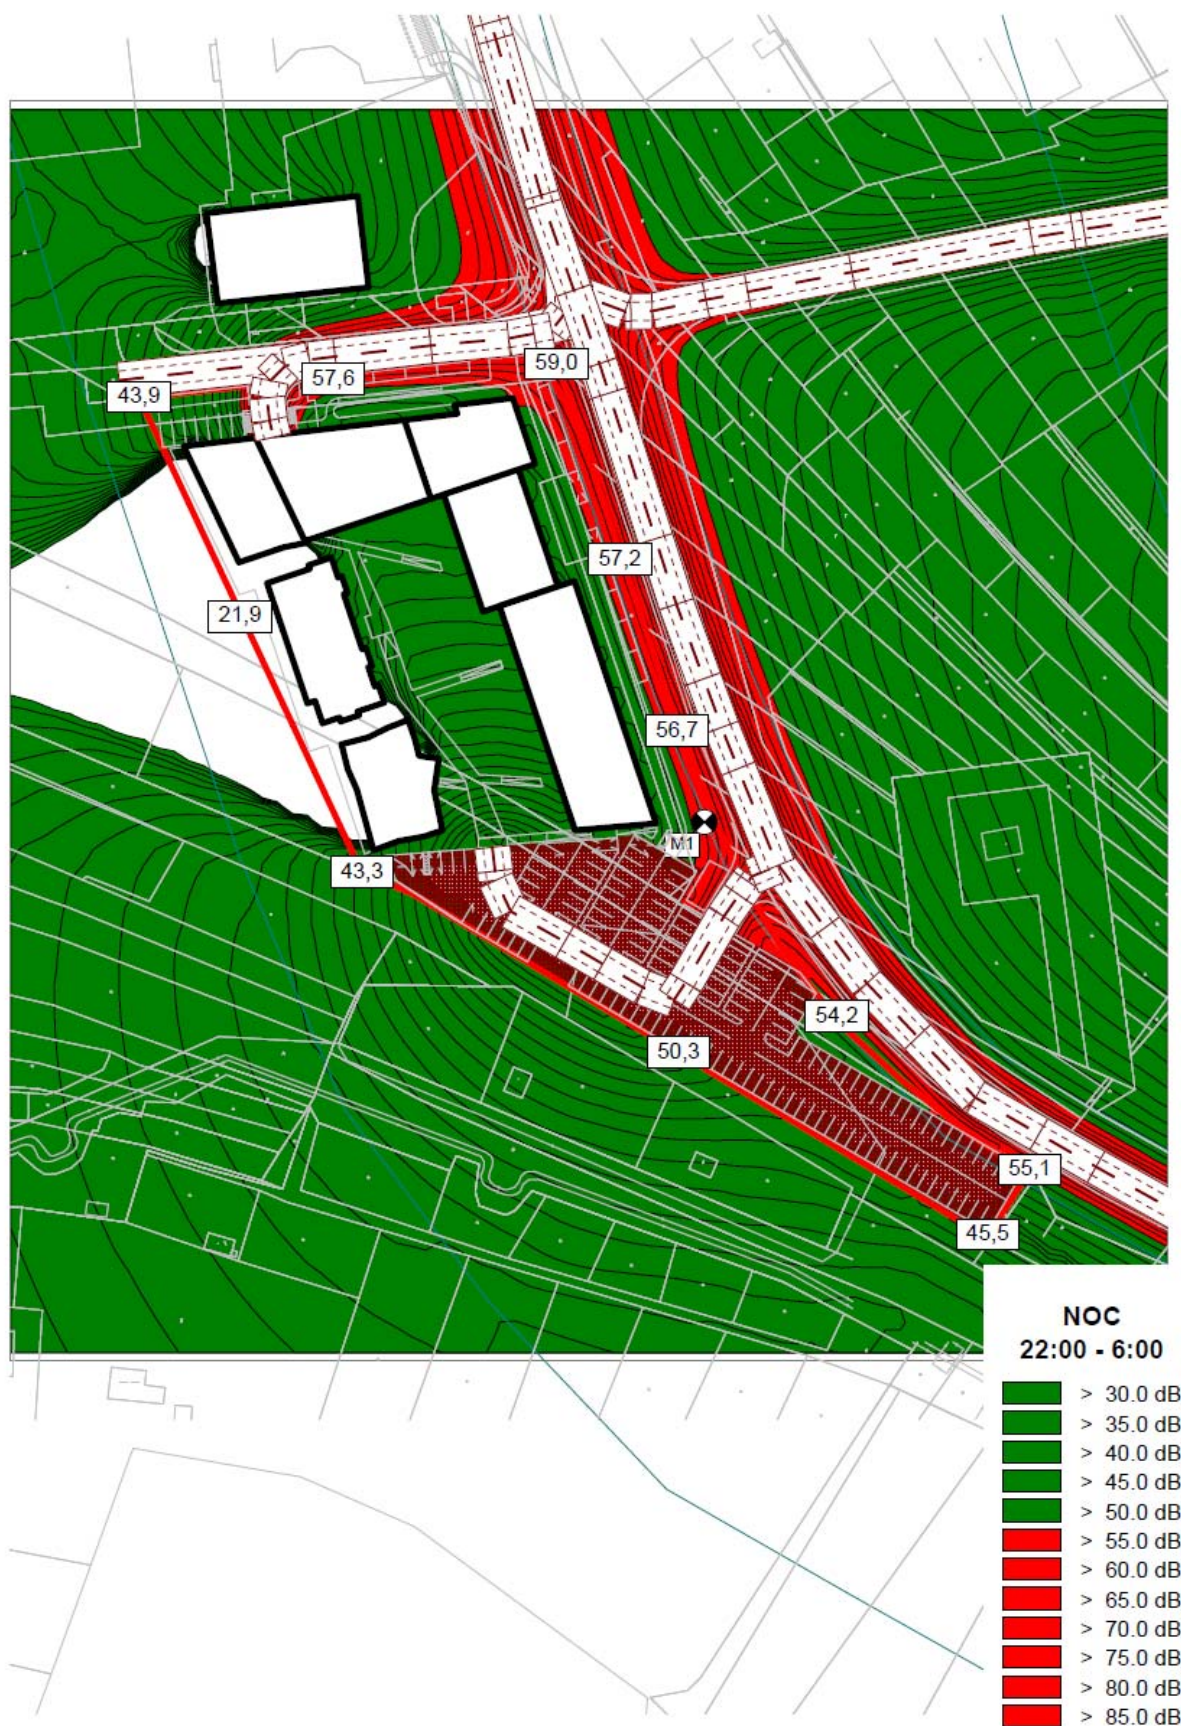 59,0
57,6
43,9
57,2
21,9
56,7
M1
43,3
54,2
50,3
55,1
45,5
NOC
22:00 - 6:00
> 30.0 dB
> 35.0 dB
> 40.0 dB
> 45.0 dB
> 50.0 dB
> 55.0 dB
> 60.0 dB
> 65.0 dB
> 70.0 dB
> 75.0 dB
> 80.0 dB
> 85.0 dB